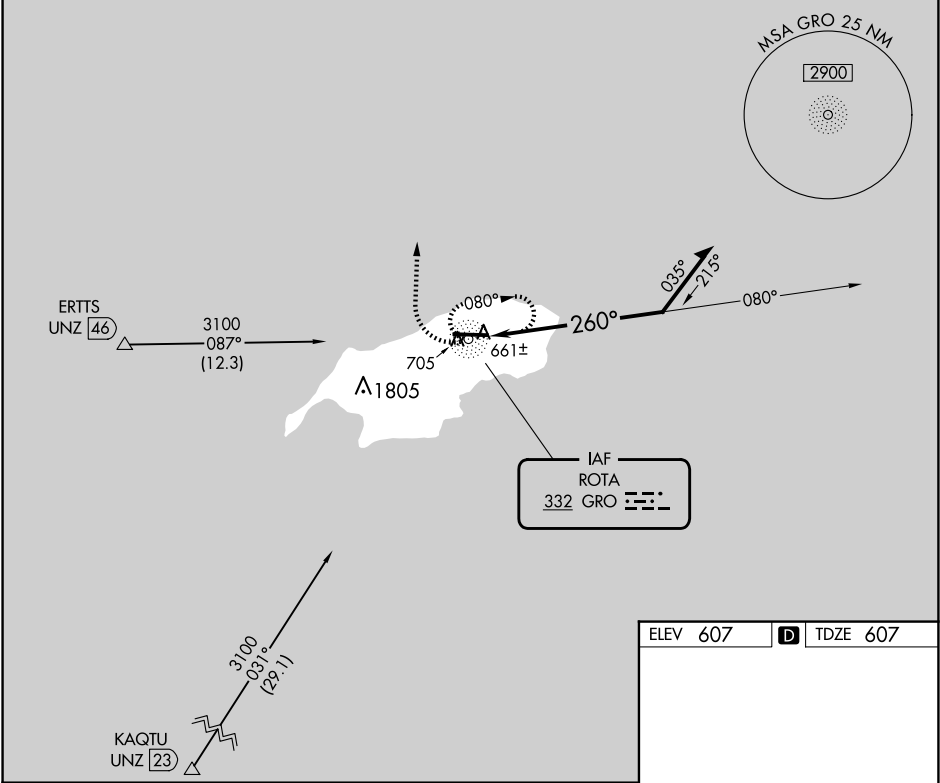 MSA GRO 25 NM
2900
ERTTS
UNZ 46
3100
087°
(12.3)
080°
260°
035°
215°
080°
705
661±
1805
IAF
ROTA
332 GRO
3100
031°
(29.1)
KAQTU
UNZ 23
ELEV 607 D TDZE 607